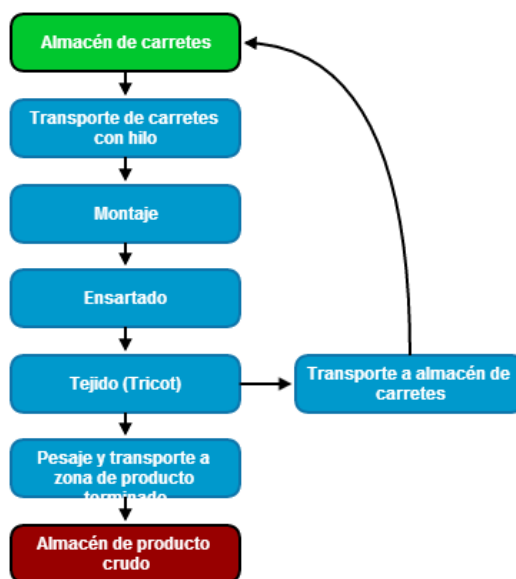 Almacén de carretes
Transporte de carretes
con hilo
Montaje
Ensartado
Tejido (Tricot)
Transporte a almacén de
carretes
Pesaje y transporte a
zona de producto
terminado
Almacén de producto
crudo